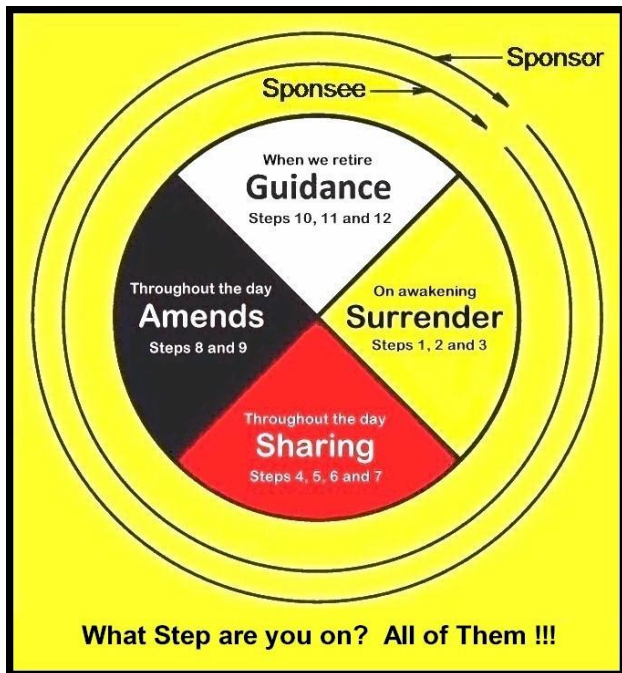 Sponsor
Sponsee
When we retire
Guidance
Steps 10, 11 and 12
Throughout the day
Amends
Steps 8 and 9
On awakening
Surrender
Steps 1, 2 and 3
Throughout the day
Sharing
Steps 4, 5, 6 and 7
What Step are you on? All of Them !!!